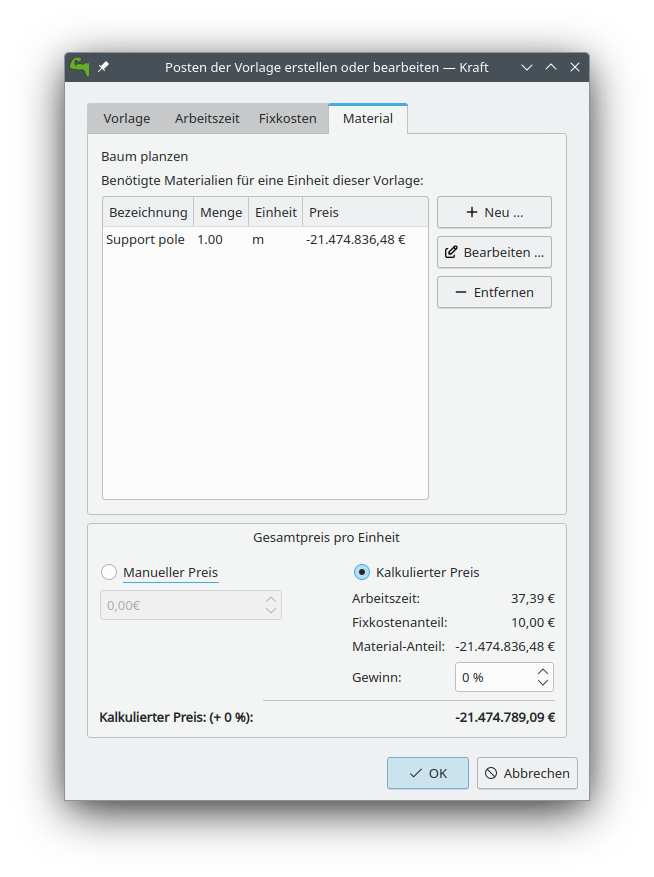 Posten der Vorlage erstellen oder bearbeiten — Kraft
Vorlage Arbeitszeit Fixkosten Material
Baum planzen
Benötigte Materialien für eine Einheit dieser Vorlage:
Bezeichnung Menge Einheit Preis
Support pole 1.00 m -21.474.836,48 €
Neu ...
Bearbeiten ...
Entfernen
Gesamtpreis pro Einheit
Manueller Preis
0,00€
Kalkulierter Preis
Arbeitszeit: 37,39 €
Fixkostenanteil: 10,00 €
Material-Anteil: -21.474.836,48 €
Gewinn: 0 %
Kalkulierter Preis: (+ 0 %): -21.474.789,09 €
OK Abbrechen